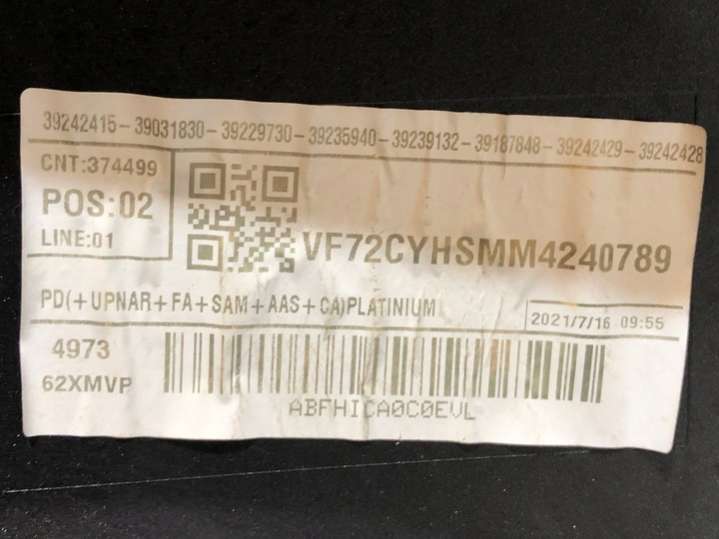 39242415-39031830-39229730-39235940-39239132-39187848-39242429-39242428
CNT:374499
POS:02
LINE:01
VF72CYHSMM4240789
PD(+UPNAR+FA+SAM+AAS+CA)PLATINIUM
2021/7/16 09:55
4973
62XMVP
ABFHICA0C0EVL